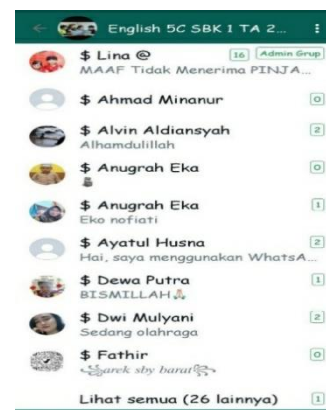 English 5C SBK 1 TA 2...
$ Lina @ 16 Admin Grup
MAAF Tidak Menerima PINJA...
$ Ahmad Minanur 0
$ Alvin Aldiansyah 2
Alhamdulillah
$ Anugrah Eka 0
$ Anugrah Eka 1
Eko nofiati
$ Ayatul Husna 2
Hai, saya menggunakan WhatsA...
$ Dewa Putra 1
BISMILLAH🙏
$ Dwi Mulyani 2
Sedang olahraga
$ Fathir 0
꧁arek sby barat꧂
Lihat semua (26 lainnya) 1